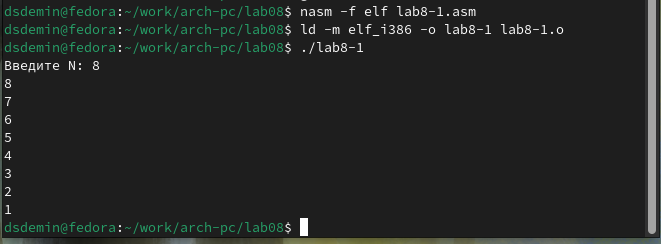 dsdemin@fedora:~/work/arch-pc/lab08$ nasm -f elf lab8-1.asm
dsdemin@fedora:~/work/arch-pc/lab08$ ld -m elf_i386 -o lab8-1 lab8-1.o
dsdemin@fedora:~/work/arch-pc/lab08$ ./lab8-1
Введите N: 8
8
7
6
5
4
3
2
1
dsdemin@fedora:~/work/arch-pc/lab08$